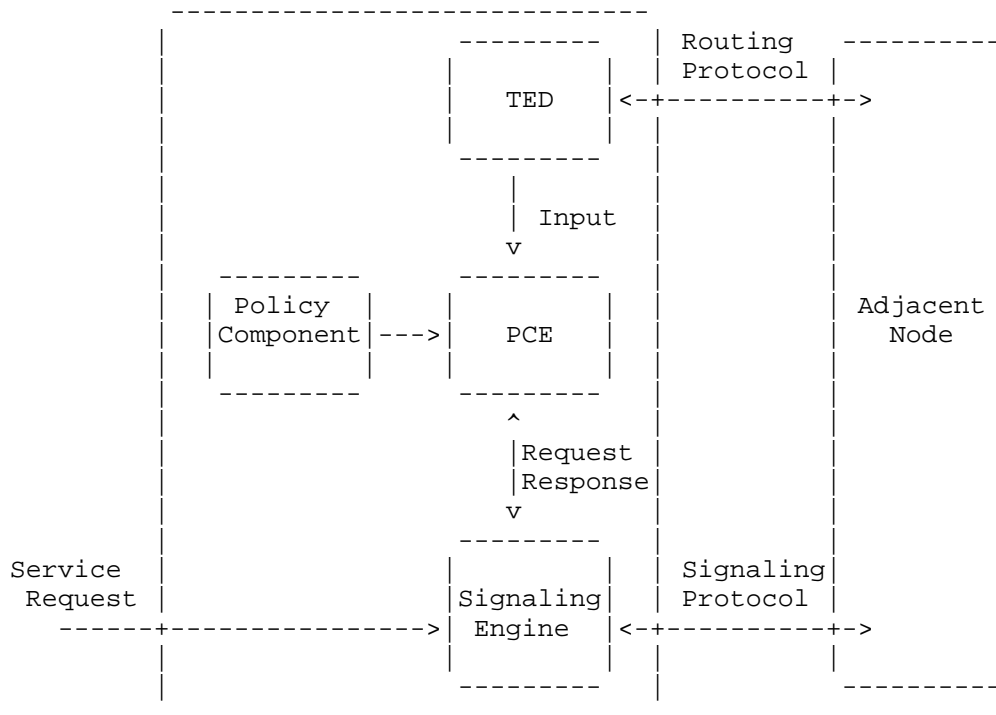 Routing
Protocol
TED
Input
Policy
Component
PCE
Adjacent
Node
Request
Response
Service
Request
Signaling
Engine
Signaling
Protocol